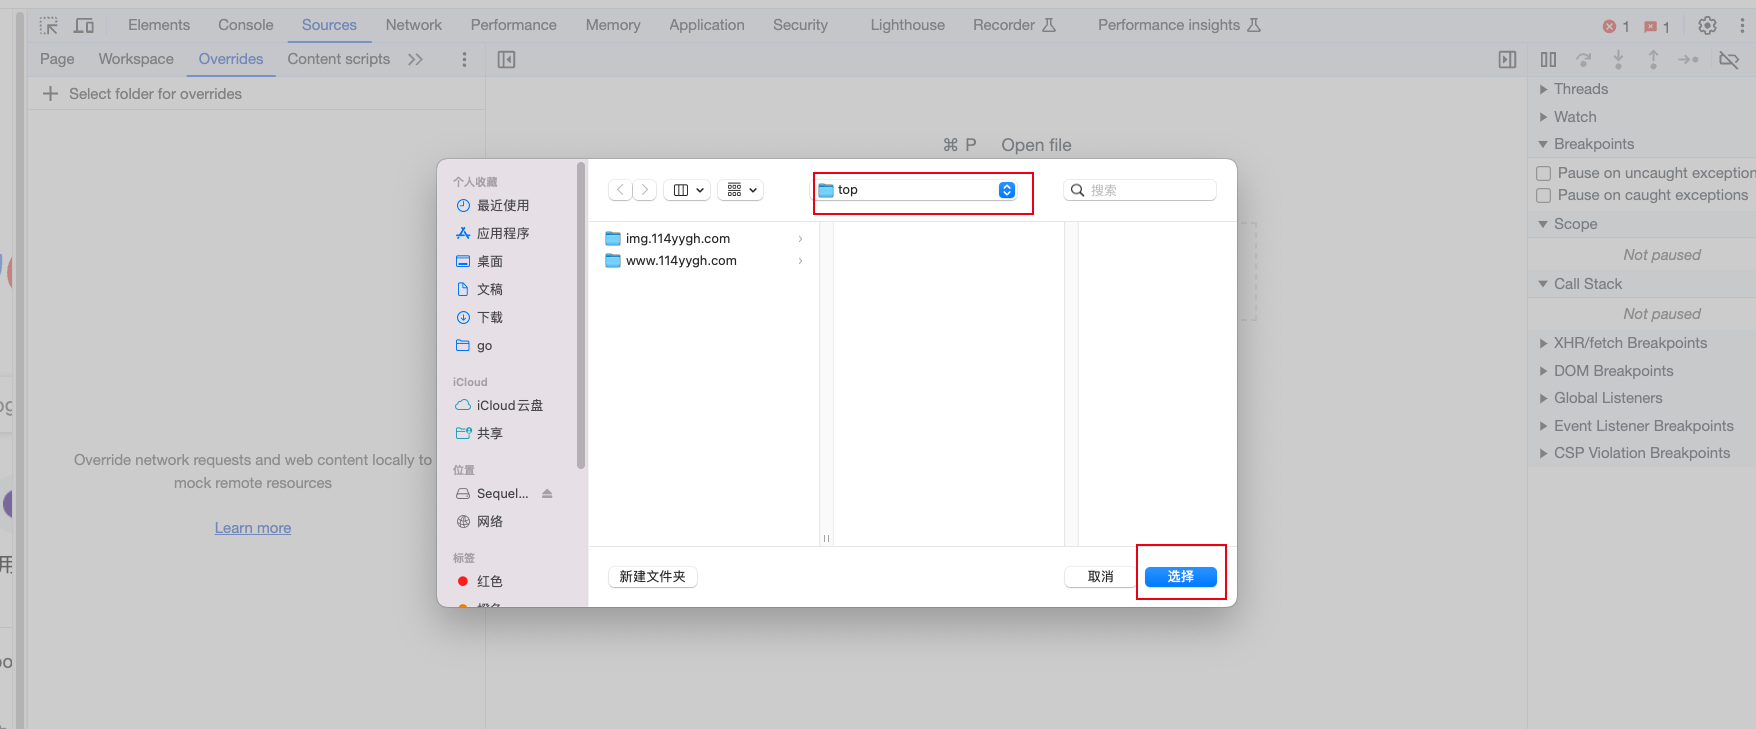 Elements Console Sources Network Performance Memory Application Security Lighthouse Recorder Performance insights 1 1
Page Workspace Overrides Content scripts
Select folder for overrides
⌘ P Open file
Override network requests and web content locally to
mock remote resources
Learn more
个人收藏
最近使用
应用程序
桌面
文稿
下载
go
iCloud
iCloud云盘
共享
位置
Sequel...
网络
标签
红色
top
搜索
img.114yygh.com
www.114yygh.com
新建文件夹
取消
选择
Threads
Watch
Breakpoints
Pause on uncaught exception
Pause on caught exceptions
Scope
Not paused
Call Stack
Not paused
XHR/fetch Breakpoints
DOM Breakpoints
Global Listeners
Event Listener Breakpoints
CSP Violation Breakpoints